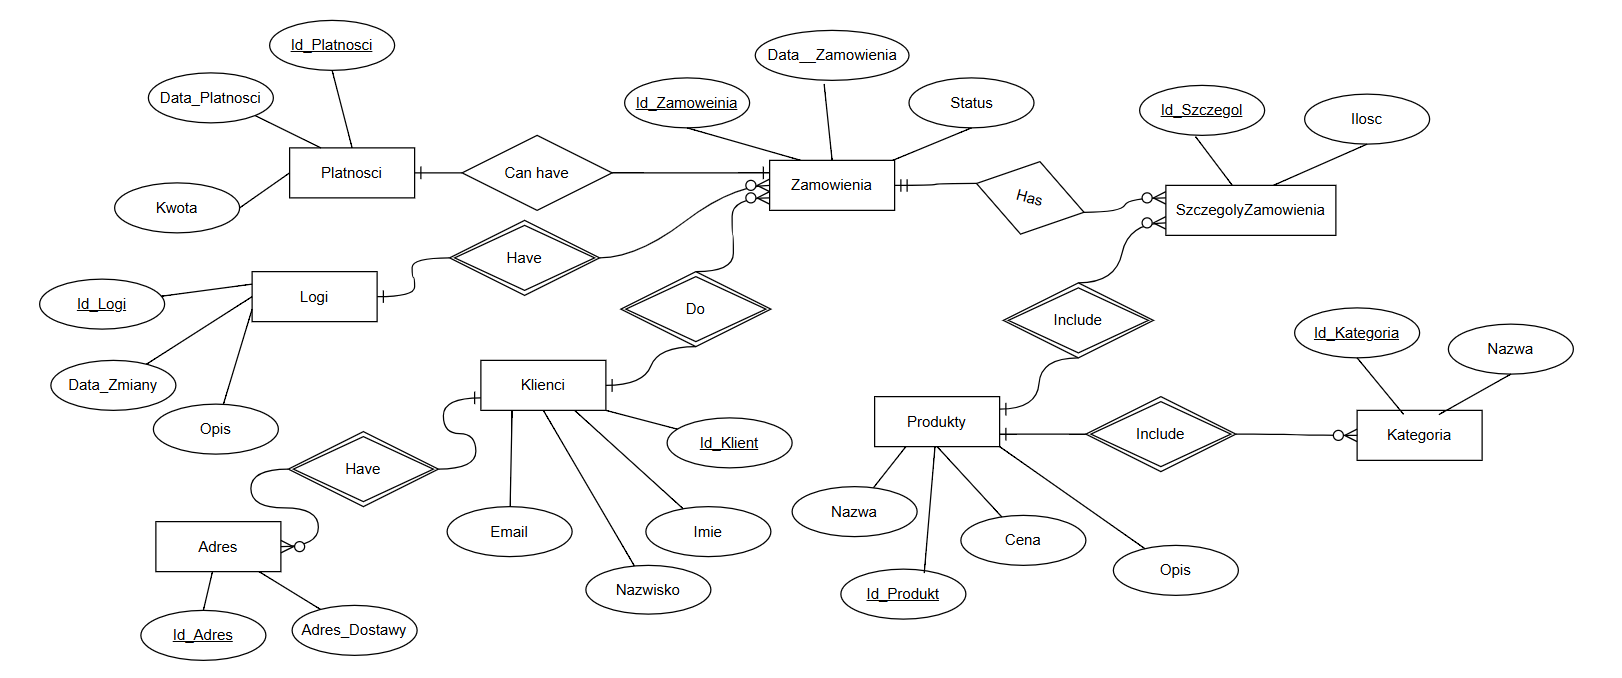 Id_Platnosci
Data__Zamowienia
Data_Platnosci
Id_Zamoweinia
Status
Id_Szczegol
Ilosc
Platnosci
Can have
Zamowienia
Kwota
Has
SzczegolyZamowienia
Have
Logi
Id_Logi
Do
Include
Id_Kategoria
Nazwa
Data_Zmiany
Klienci
Opis
Id_Klient
Produkty
Include
Kategoria
Have
Nazwa
Email
Imie
Cena
Adres
Opis
Nazwisko
Id_Produkt
Id_Adres
Adres_Dostawy